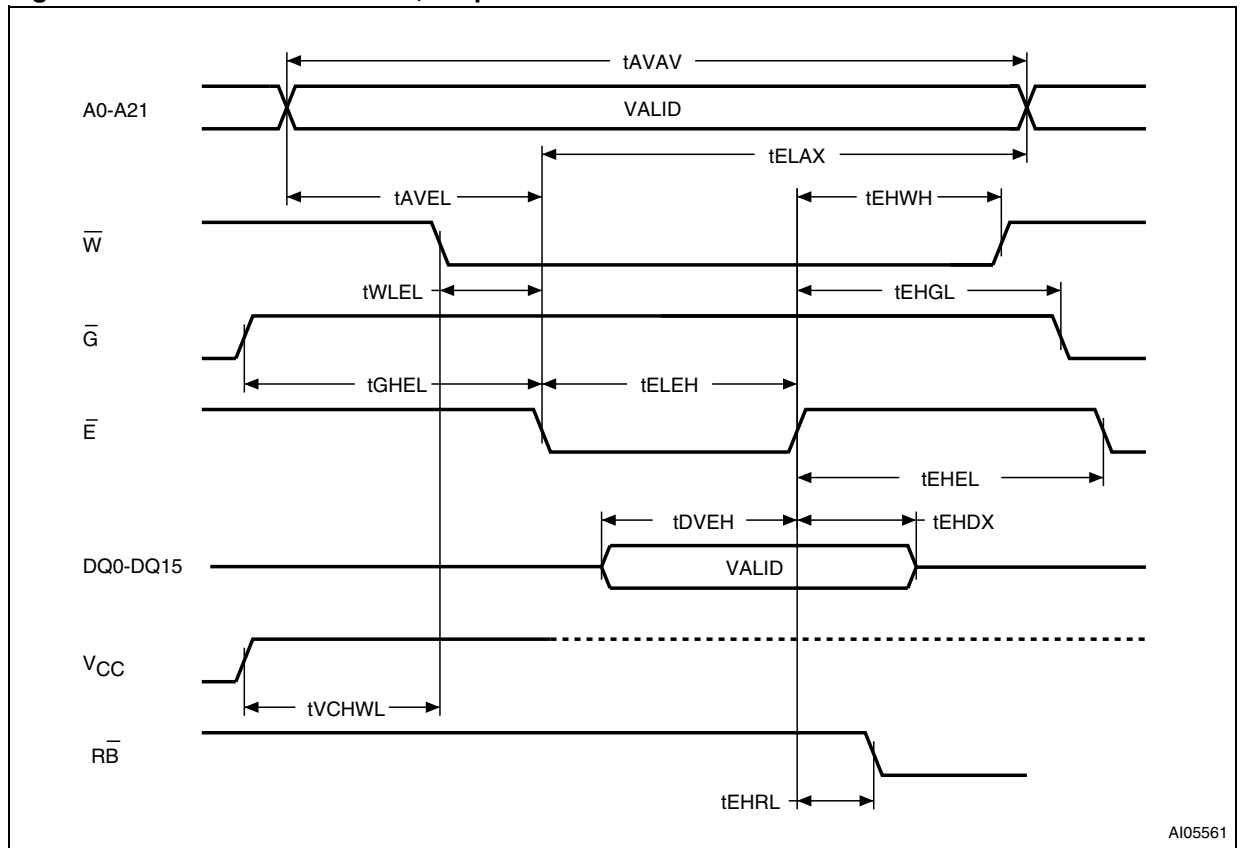 tAVAV
A0-A21 VALID
tELAX
tAVEL tEHWH
W̅
tWLEL tEHGL
G̅
tGHEL tELEH
E̅
tEHEL
tDVEH tEHDX
DQ0-DQ15 VALID
VCC
tVCHWL
RB̅
tEHRL
AI05561